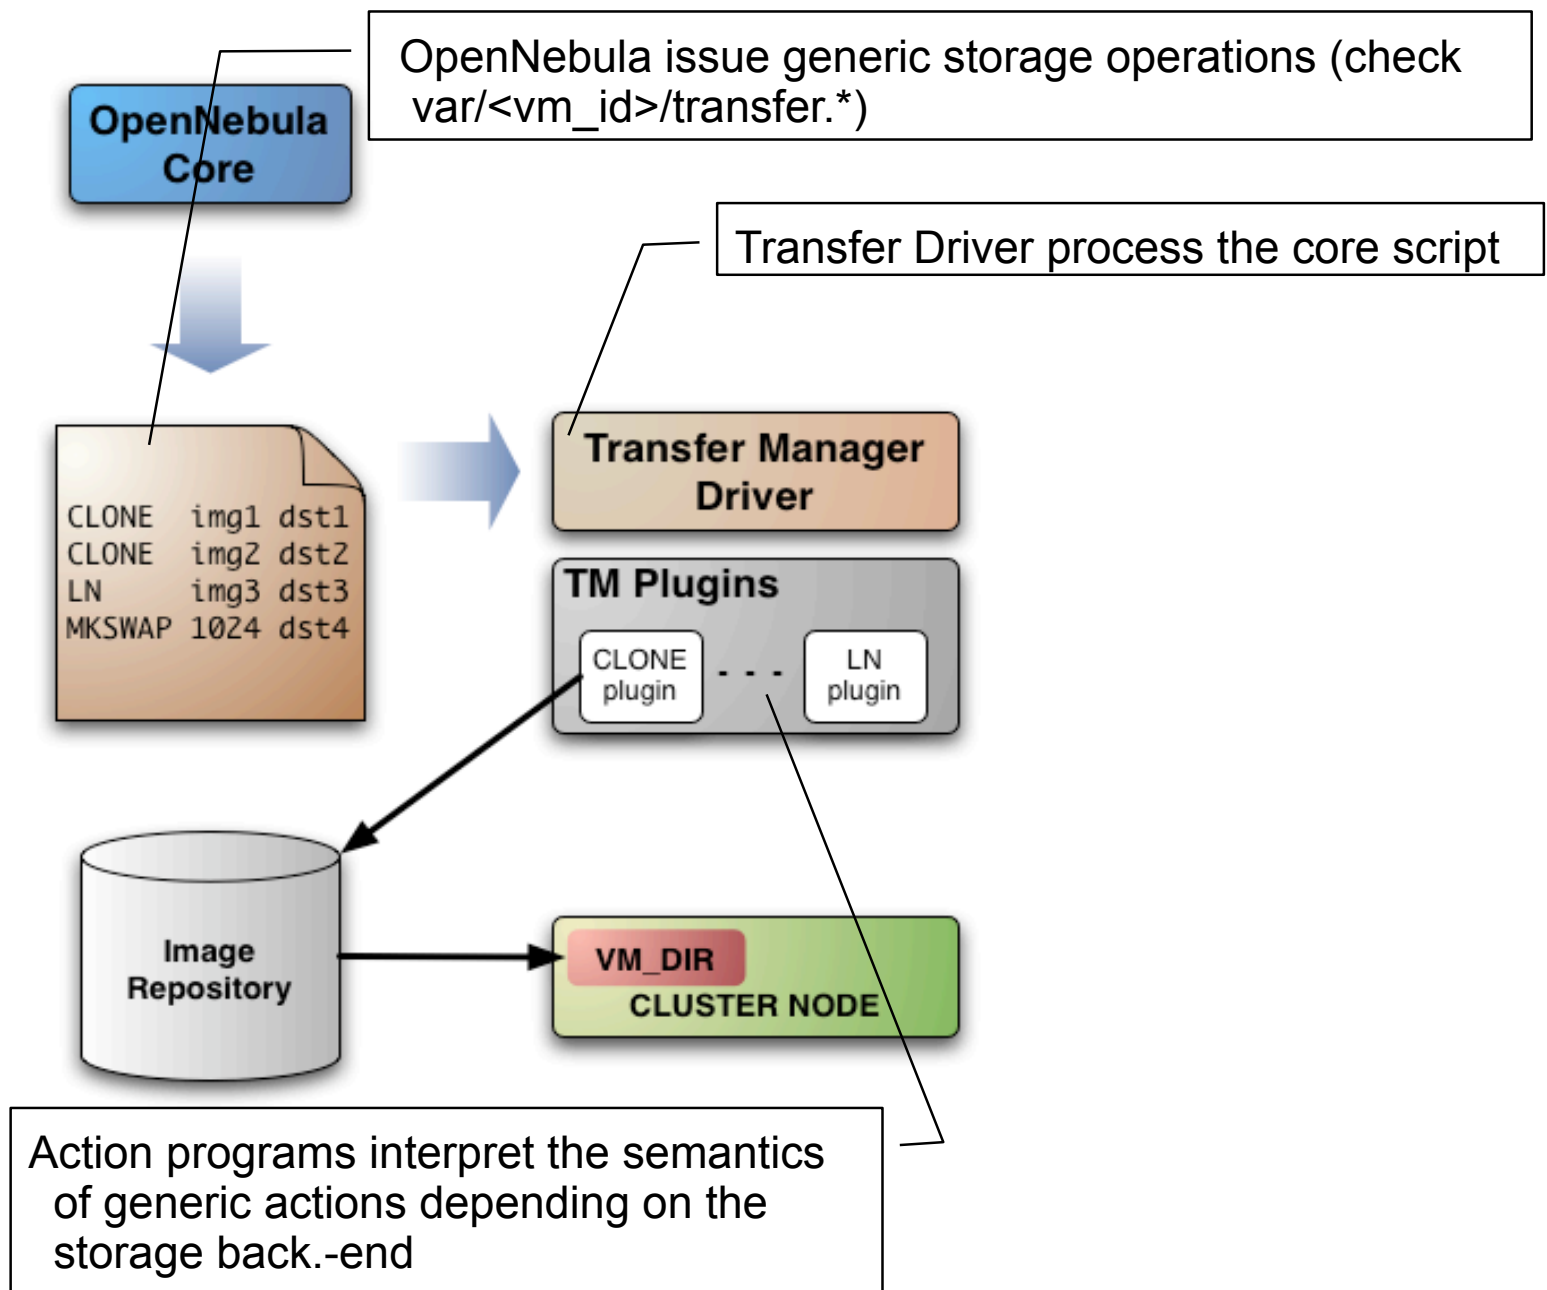 OpenNebula issue generic storage operations (check
var/<vm_id>/transfer.*)
OpenNebula
Core
Transfer Driver process the core script
Transfer Manager
Driver
CLONE img1 dst1
CLONE img2 dst2
LN img3 dst3
MKSWAP 1024 dst4
TM Plugins
CLONE
plugin
- - -
LN
plugin
Image
Repository
VM_DIR
CLUSTER NODE
Action programs interpret the semantics
of generic actions depending on the
storage back.-end